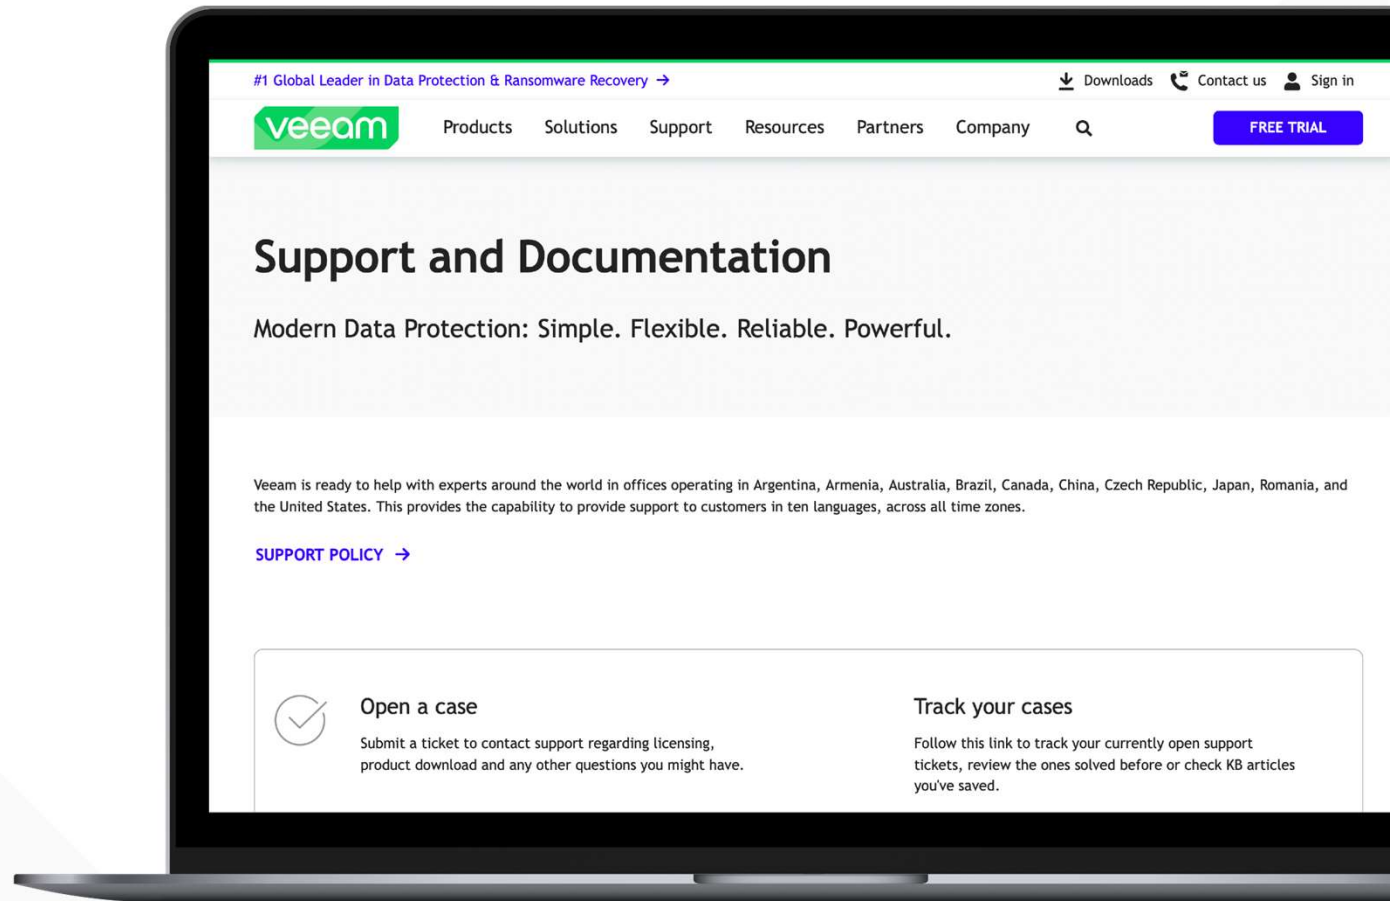 #1 Global Leader in Data Protection & Ransomware Recovery →
Downloads Contact us Sign in
veeam Products Solutions Support Resources Partners Company FREE TRIAL
Support and Documentation
Modern Data Protection: Simple. Flexible. Reliable. Powerful.
Veeam is ready to help with experts around the world in offices operating in Argentina, Armenia, Australia, Brazil, Canada, China, Czech Republic, Japan, Romania, and
the United States. This provides the capability to provide support to customers in ten languages, across all time zones.
SUPPORT POLICY →
Open a case
Submit a ticket to contact support regarding licensing,
product download and any other questions you might have.
Track your cases
Follow this link to track your currently open support
tickets, review the ones solved before or check KB articles
you've saved.